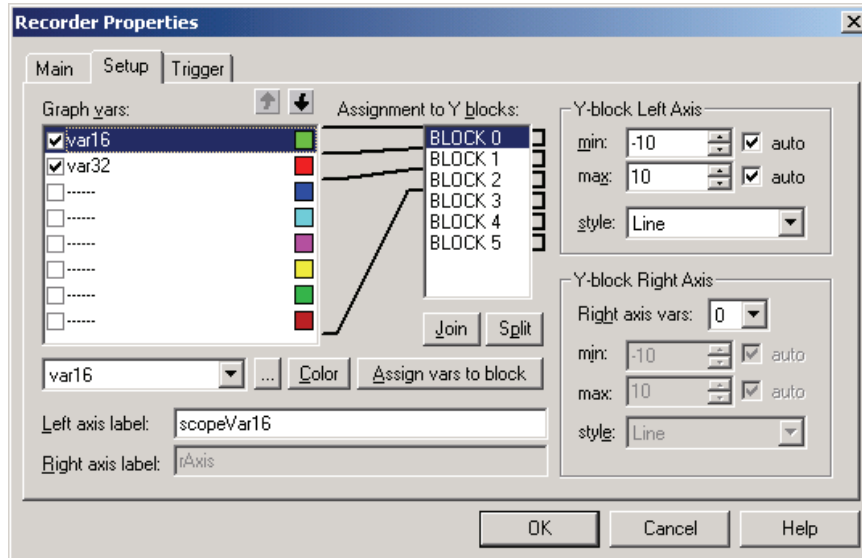 Recorder Properties
Main Setup Trigger
Graph vars: Assignment to Y blocks:
var16
var32
------
------
------
------
------
------
BLOCK 0
BLOCK 1
BLOCK 2
BLOCK 3
BLOCK 4
BLOCK 5
Join Split
var16 ... Color Assign vars to block
Left axis label: scopeVar16
Right axis label: rAxis
Y-block Left Axis
min: -10 auto
max: 10 auto
style: Line
Y-block Right Axis
Right axis vars: 0
min: -10 auto
max: 10 auto
style: Line
OK Cancel Help